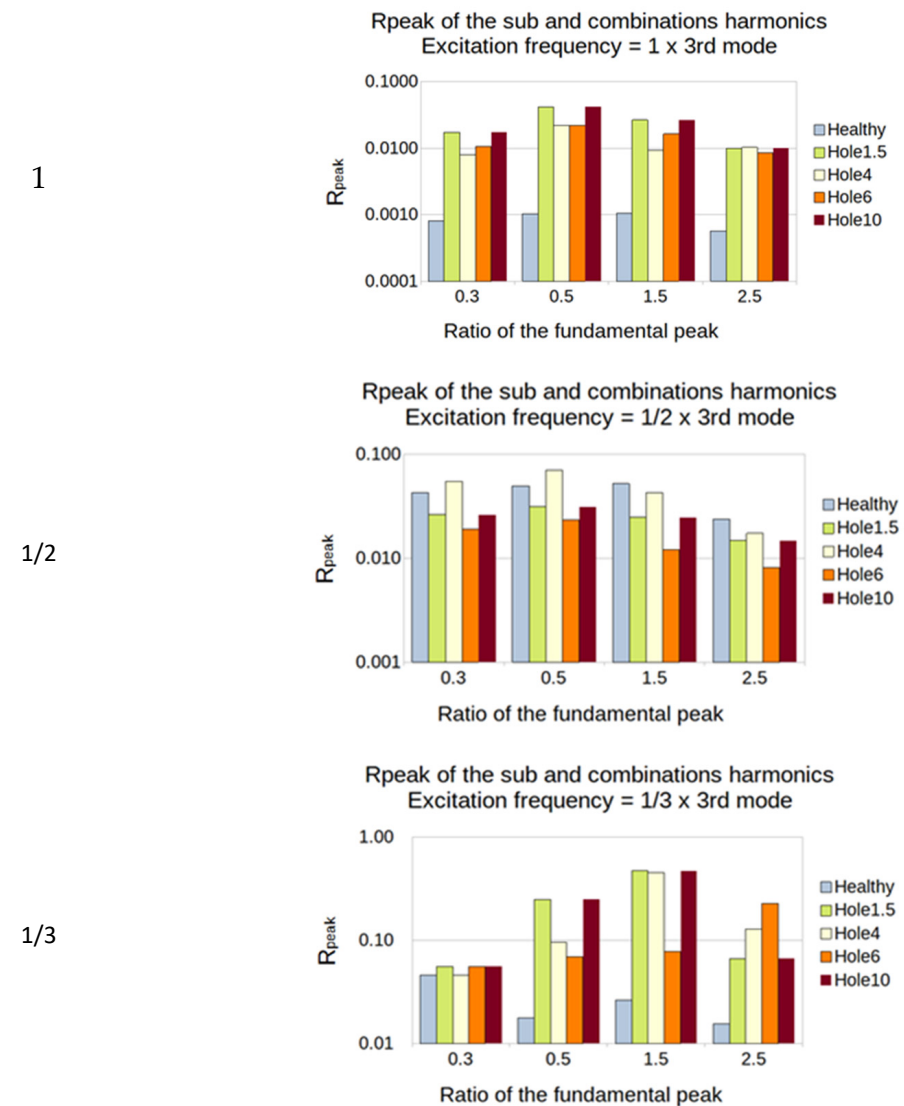 Rpeak of the sub and combinations harmonics
Excitation frequency = 1 x 3rd mode
1
Rpeak
0.1000
0.0100
0.0010
0.0001
0.3 0.5 1.5 2.5
Ratio of the fundamental peak
Healthy
Hole1.5
Hole4
Hole6
Hole10
Rpeak of the sub and combinations harmonics
Excitation frequency = 1/2 x 3rd mode
1/2
Rpeak
0.100
0.010
0.001
0.3 0.5 1.5 2.5
Ratio of the fundamental peak
Healthy
Hole1.5
Hole4
Hole6
Hole10
Rpeak of the sub and combinations harmonics
Excitation frequency = 1/3 x 3rd mode
1/3
Rpeak
1.00
0.10
0.01
0.3 0.5 1.5 2.5
Ratio of the fundamental peak
Healthy
Hole1.5
Hole4
Hole6
Hole10